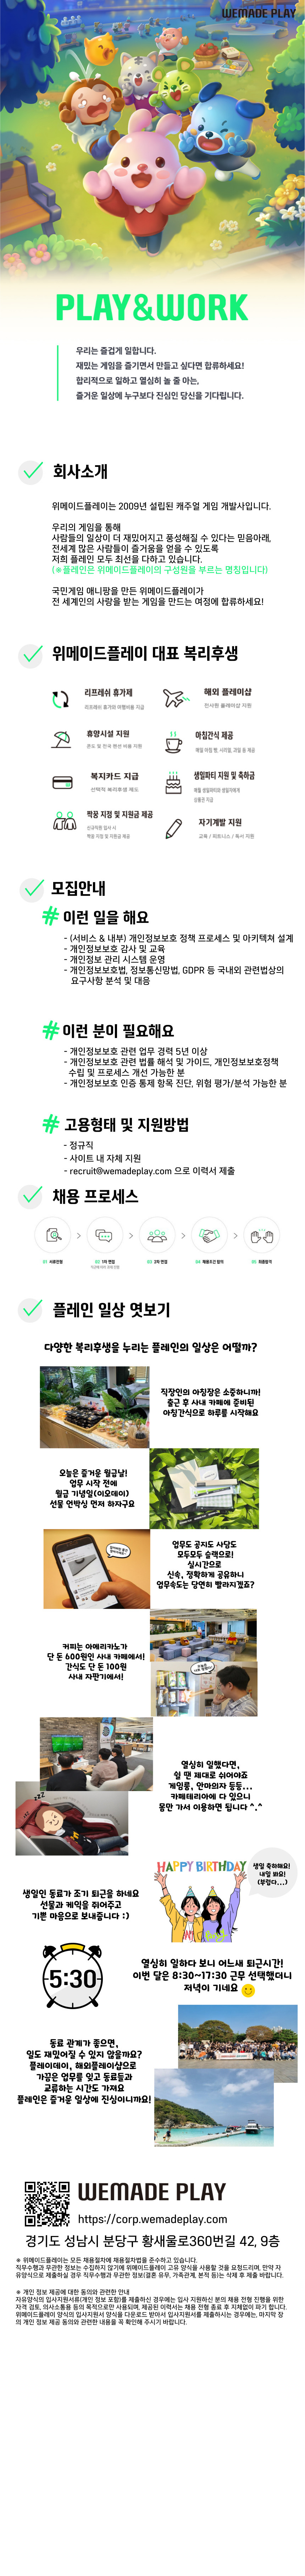 WEMADE PLAY
PLAY&WORK
우리는 즐겁게 일합니다.
재밌는 게임을 즐기면서 만들고 싶다면 합류하세요!
합리적으로 일하고 열심히 놀 줄 아는,
즐거운 일상에 누구보다 진심인 당신을 기다립니다.
회사소개
위메이드플레이는 2009년 설립된 캐주얼 게임 개발사입니다.
우리의 게임을 통해
사람들의 일상이 더 재밌어지고 풍성해질 수 있다는 믿음아래,
전세계 많은 사람들이 즐거움을 얻을 수 있도록
저희 플레인 모두 최선을 다하고 있습니다.
(※플레인은 위메이드플레이의 구성원을 부르는 명칭입니다)
국민게임 애니팡을 만든 위메이드플레이가
전 세계인의 사랑을 받는 게임을 만드는 여정에 합류하세요!
위메이드플레이 대표 복리후생
리프레쉬 휴가제
리프레쉬 휴가와 여행비용 지급
해외 플레이샵
전사원 플레이샵 지원
휴양시설 지원
콘도 및 전국 펜션 비용 지원
아침간식 제공
매일 아침 빵, 시리얼, 과일 등 제공
복지카드 지급
선택적 복리후생 제도
생일파티 지원 및 축하금
매월 생일파티와 생일자에게
상품권 지급
짝꿍 지정 및 지원금 제공
신규직원 입사 시
짝꿍 지정 및 지원금 제공
자기계발 지원
교육 / 피트니스 / 독서 지원
모집안내
# 이런 일을 해요
- (서비스 & 내부) 개인정보보호 정책 프로세스 및 아키텍쳐 설계
- 개인정보보호 감사 및 교육
- 개인정보 관리 시스템 운영
- 개인정보보호법, 정보통신망법, GDPR 등 국내외 관련법상의
요구사항 분석 및 대응
# 이런 분이 필요해요
- 개인정보보호 관련 업무 경력 5년 이상
- 개인정보보호 관련 법률 해석 및 가이드, 개인정보보호정책
수립 및 프로세스 개선 가능한 분
- 개인정보보호 인증 통제 항목 진단, 위험 평가/분석 가능한 분
# 고용형태 및 지원방법
- 정규직
- 사이트 내 자체 지원
- recruit@wemadeplay.com 으로 이력서 제출
채용 프로세스
01 서류전형
02 1차 면접
03 2차 면접
04 채용조건 협의
05 최종합격
플레인 일상 엿보기
다양한 복리후생을 누리는 플레인의 일상은 어떨까?
직장인의 아침장은 소중하니까!
출근 후 사내 카페에 준비된
아침간식으로 하루를 시작해요
오늘은 즐거운 월급날!
업무 시작 전에
월급 기념일(이오데이)
선물 언박싱 먼저 하자구요
업무도 공지도 사담도
모두모두 슬랙으로!
실시간으로
신속, 정확하게 공유하니
업무속도는 당연히 빨라지겠죠?
커피는 아메리카노가
단 돈 600원인 사내 카페에서!
간식도 단 돈 100원
사내 자판기에서!
열심히 일했다면,
쉴 땐 제대로 쉬어야죠
게임룸, 안마의자 등등...
카페테리아에 다 있으니
몸만 가서 이용하면 됩니다 ^.^
zzZ
HAPPY BIRTHDAY
생일 축하해요!
내일 봐요!
(부럽다...)
생일인 동료가 조기 퇴근을 하네요
선물과 케익을 쥐어주고
기쁜 마음으로 보내줍니다 :)
5:30
열심히 일하다 보니 어느새 퇴근시간!
이번 달은 8:30~17:30 근무 선택했더니
저녁이 기네요
동료 관계가 좋으면,
일도 재밌어질 수 있지 않을까요?
플레이데이, 해외플레이샵으로
가끔은 업무를 잊고 동료들과
교류하는 시간도 가져요
플레인은 즐거운 일상에 진심이니까요!
WEMADE PLAY
https://corp.wemadeplay.com
경기도 성남시 분당구 황새울로360번길 42, 9층
※ 위메이드플레이는 모든 채용절차에 채용절차법을 준수하고 있습니다.
직무수행과 무관한 정보는 수집하지 않기에 위메이드플레이 고유 양식을 사용할 것을 요청드리며, 만약 자
유양식으로 제출하실 경우 직무수행과 무관한 정보(결혼 유무, 가족관계, 본적 등)는 삭제 후 제출 바랍니다.
※ 개인 정보 제공에 대한 동의와 관련한 안내
자유양식의 입사지원서류(개인 정보 포함)를 제출하신 경우에는 입사 지원하신 분의 채용 전형 진행을 위한
자격 검토, 의사소통용 등의 목적으로만 사용되며, 제공된 이력서는 채용 전형 종료 후 지체없이 파기 합니다.
위메이드플레이 양식의 입사지원서 양식을 다운로드 받아서 입사지원서를 제출하시는 경우에는, 마지막 장
의 개인 정보 제공 동의와 관련한 내용을 꼭 확인해 주시기 바랍니다.